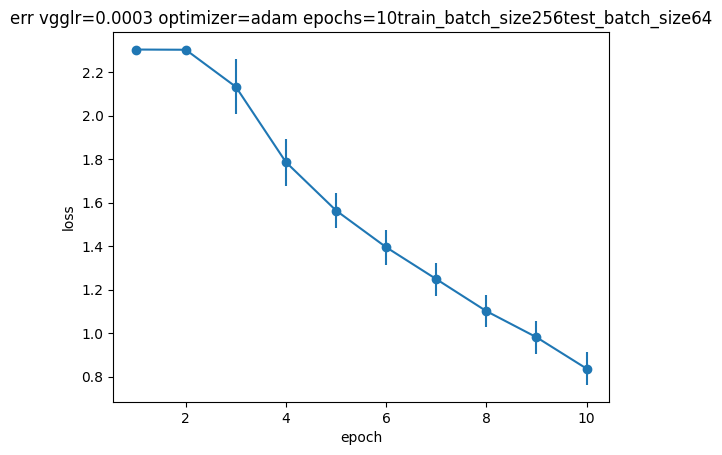 err vgglr=0.0003 optimizer=adam epochs=10train_batch_size256test_batch_size64
2.2
2.0
1.8
1.6
1.4
1.2
1.0
0.8
loss
2 4 6 8 10
epoch